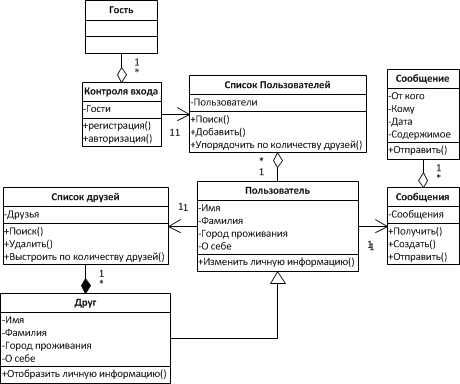 Гость
1
*
Контроля входа
-Гости
+регистрация()
+авторизация()
11
Список Пользователей
-Пользователи
+Поиск()
+Добавить()
+Упорядочить по количеству друзей()
*
1
Сообщение
-От кого
-Кому
-Дата
-Содержимое
+Отправить()
1
*
Список друзей
-Друзья
+Поиск()
+Удалить()
+Выстроить по количеству друзей()
1
*
11
Пользователь
-Имя
-Фамилия
-Город проживания
-О себе
+Изменить личную информацию()
1
1
Сообщения
-Сообщения
+Получить()
+Создать()
+Отправить()
Друг
-Имя
-Фамилия
-Город проживания
-О себе
+Отобразить личную информацию()